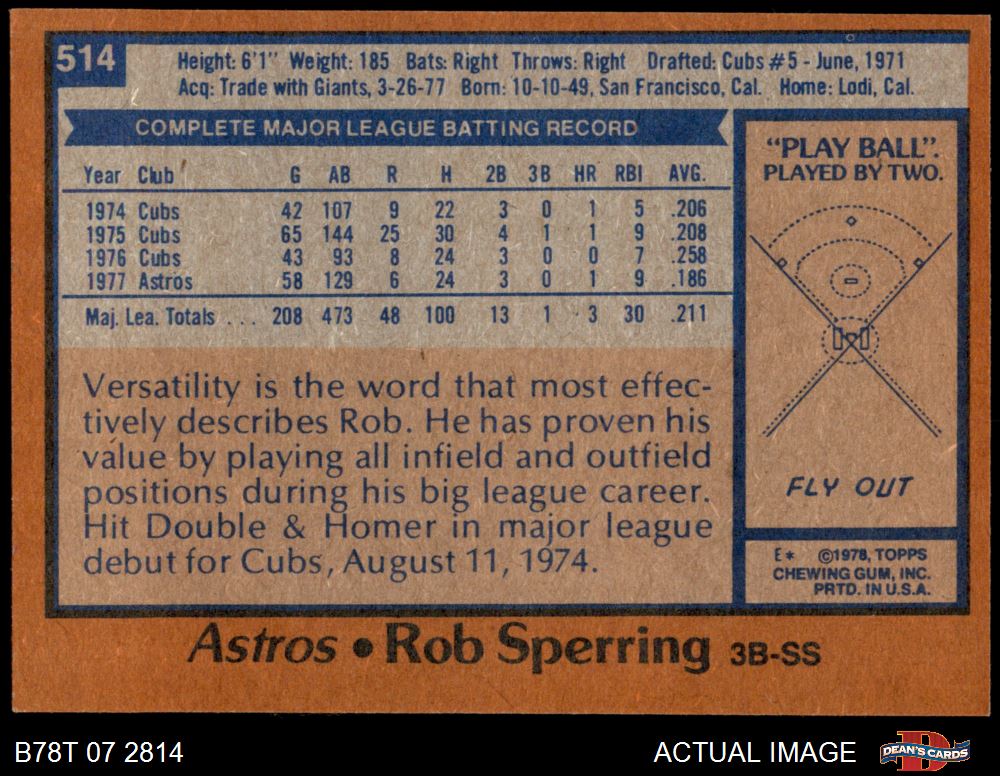 514
Height: 6'1" Weight: 185 Bats: Right Throws: Right Drafted: Cubs #5 - June, 1971
Acq: Trade with Giants, 3-26-77 Born: 10-10-49, San Francisco, Cal. Home: Lodi, Cal.
COMPLETE MAJOR LEAGUE BATTING RECORD
Year Club G AB R H 2B 3B HR RBI AVG.
1974 Cubs 42 107 9 22 3 0 1 5 .206
1975 Cubs 65 144 25 30 4 1 1 9 .208
1976 Cubs 43 93 8 24 3 0 0 7 .258
1977 Astros 58 129 6 24 3 0 1 9 .186
Maj. Lea. Totals . . . 208 473 48 100 13 1 3 30 .211
Versatility is the word that most effec-
tively describes Rob. He has proven his
value by playing all infield and outfield
positions during his big league career.
Hit Double & Homer in major league
debut for Cubs, August 11, 1974.
"PLAY BALL".
PLAYED BY TWO.
FLY OUT
E* ©1978, TOPPS
CHEWING GUM, INC.
PRTD. IN U.S.A.
Astros • Rob Sperring 3B-SS
B78T 07 2814
ACTUAL IMAGE
DEAN'S CARDS